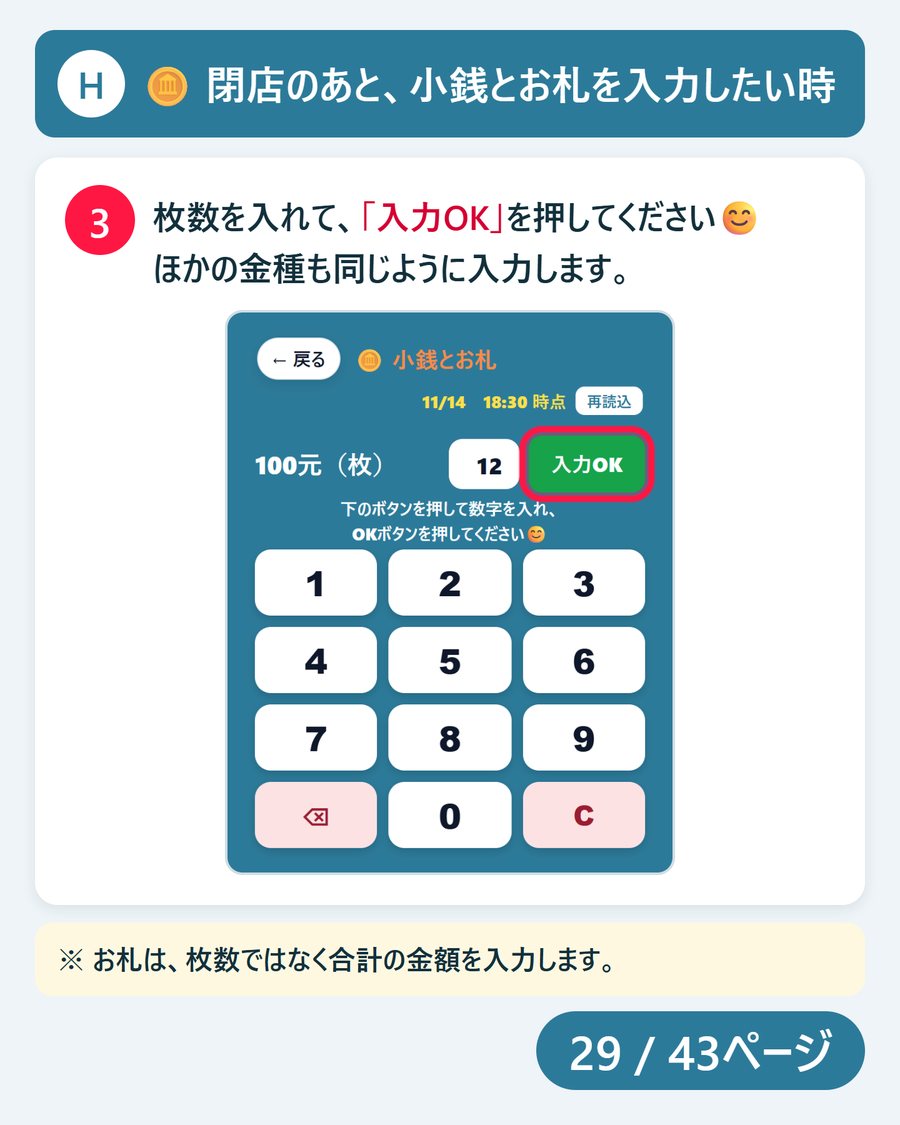 H 🪙 閉店のあと、小銭とお札を入力したい時
3 枚数を入れて、「入力OK」を押してください😊
ほかの金種も同じように入力します。
← 戻る 🪙 小銭とお札
11/14 18:30 時点 再読込
100元（枚） 12 入力OK
下のボタンを押して数字を入れ、
OKボタンを押してください😊
1 2 3
4 5 6
7 8 9
⌫ 0 C
※ お札は、枚数ではなく合計の金額を入力します。
29 / 43ページ